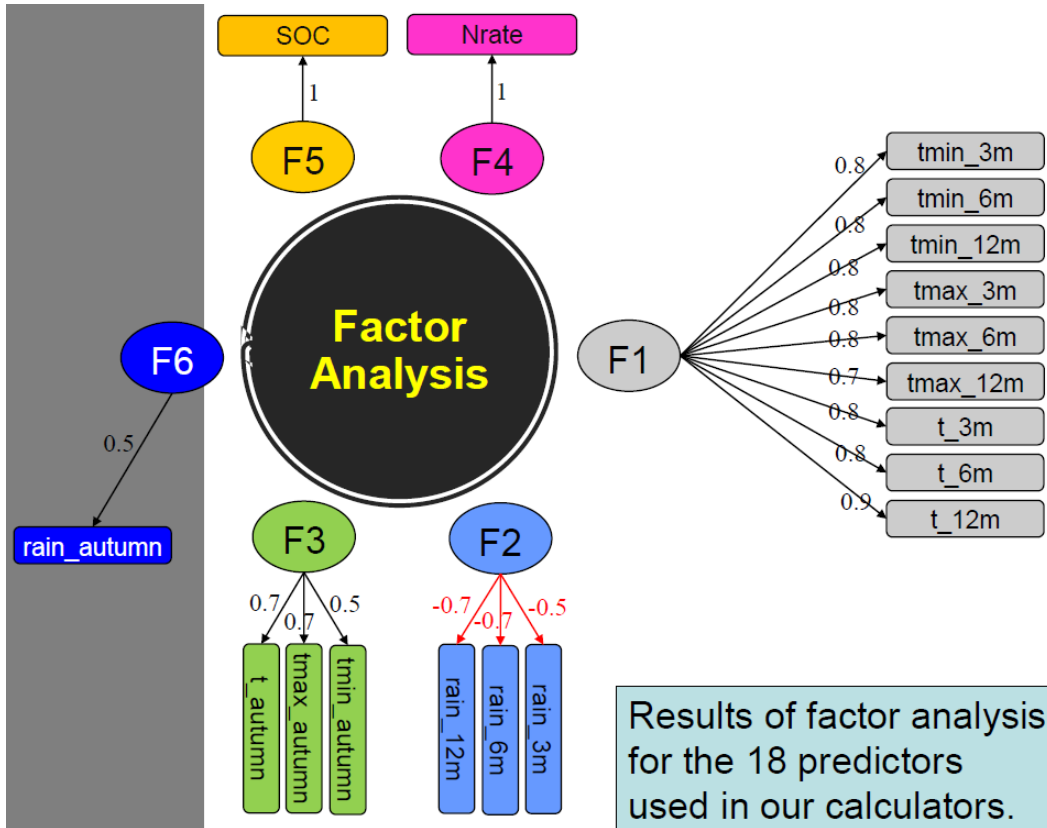 SOC
Nrate
1
1
F5
F4
tmin_3m
0.8
tmin_6m
0.8
tmin_12m
0.8
tmax_3m
0.8
tmax_6m
0.8
tmax_12m
0.7
t_3m
0.8
t_6m
0.8
t_12m
0.9
Factor
Analysis
F6
F1
0.5
rain_autumn
F3
F2
0.7
0.7
0.5
-0.7
-0.7
-0.5
t_autumn
tmax_autumn
tmin_autumn
rain_12m
rain_6m
rain_3m
Results of factor analysis
for the 18 predictors
used in our calculators.